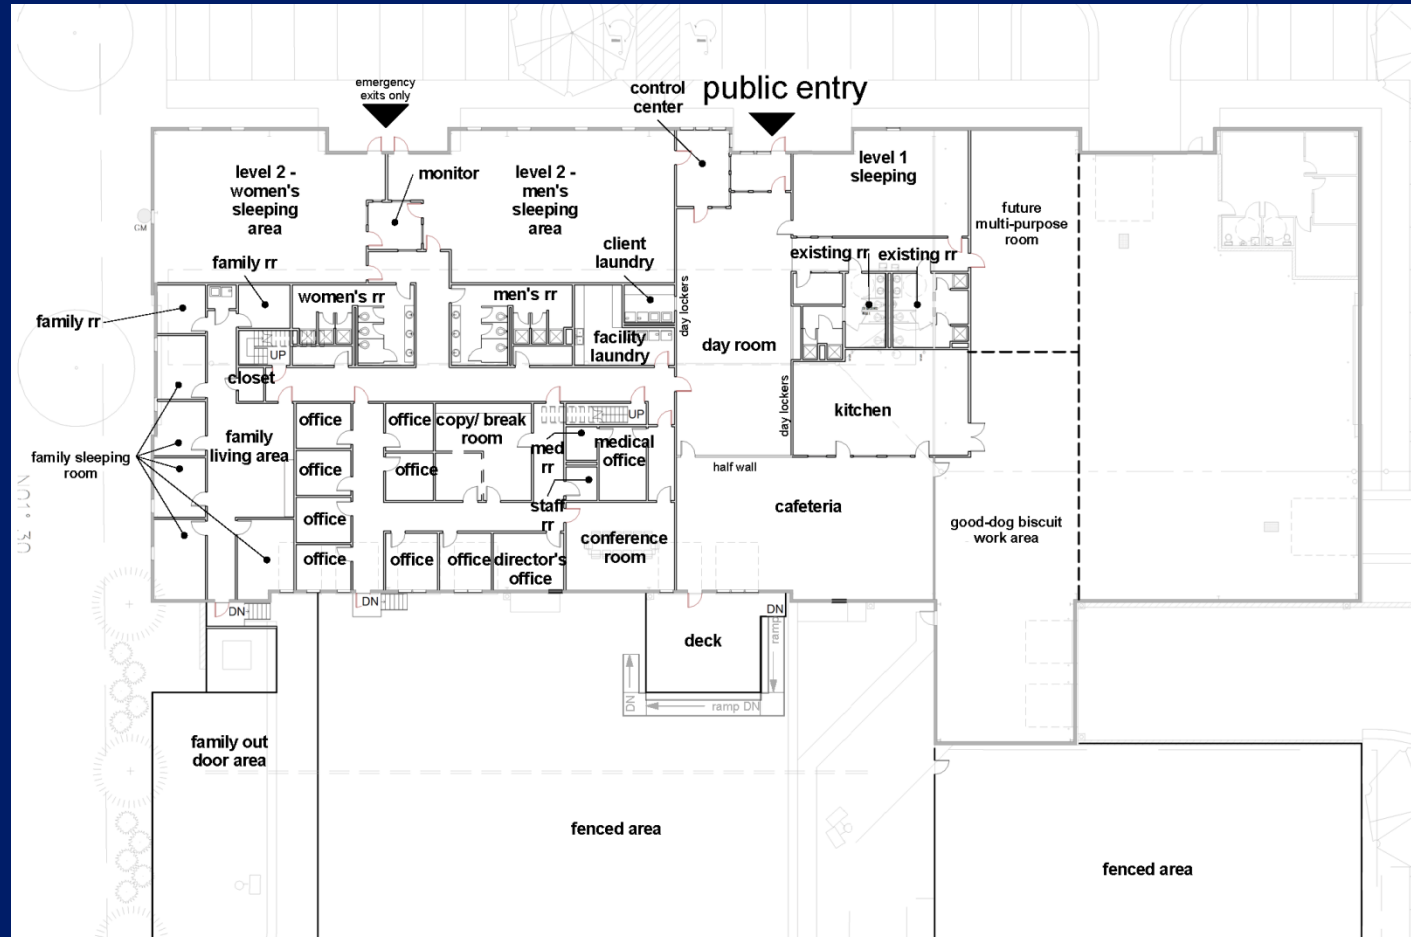 emergency
exits only
control
center
public entry
level 2 -
women's
sleeping
area
monitor
level 2 -
men's
sleeping
area
level 1
sleeping
future
multi-purpose
room
GM
family rr
client
laundry
existing rr
existing rr
family rr
women's rr
men's rr
day lockers
facility
laundry
day room
UP
closet
day lockers
kitchen
office
office
copy/ break
room
UP
family
living area
med
rr
medical
office
family sleeping
room
office
office
half wall
staff
rr
cafeteria
good-dog biscuit
work area
office
conference
room
office
office
office
director's
office
NO1° 30
DN
DN
DN
deck
ramp
DN
ramp DN
family out
door area
fenced area
fenced area